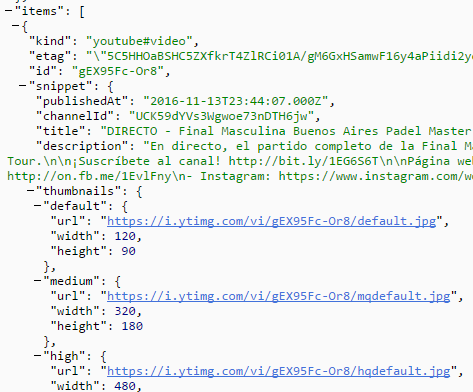 "items": [
{
"kind": "youtube#video",
"etag": "\"5C5HHOaBSHC5ZXfkrT4ZlRCi01A/gM6GxHSamwF16y4aPiidi2y
"id": "gEX95Fc-Or8",
"snippet": {
"publishedAt": "2016-11-13T23:44:07.000Z",
"channelId": "UCK59dYVs3Wgwoe73nDTH6jw",
"title": "DIRECTO - Final Masculina Buenos Aires Padel Master
"description": "En directo, el partido completo de la Final M
Tour.\n\n¡Suscríbete al canal! http://bit.ly/1EG6S6T\n\nPágina web
http://on.fb.me/1EvlFny\n- Instagram: https://www.instagram.com/w
"thumbnails": {
"default": {
"url": "https://i.ytimg.com/vi/gEX95Fc-Or8/default.jpg",
"width": 120,
"height": 90
},
"medium": {
"url": "https://i.ytimg.com/vi/gEX95Fc-Or8/mqdefault.jpg",
"width": 320,
"height": 180
},
"high": {
"url": "https://i.ytimg.com/vi/gEX95Fc-Or8/hqdefault.jpg",
"width": 480,